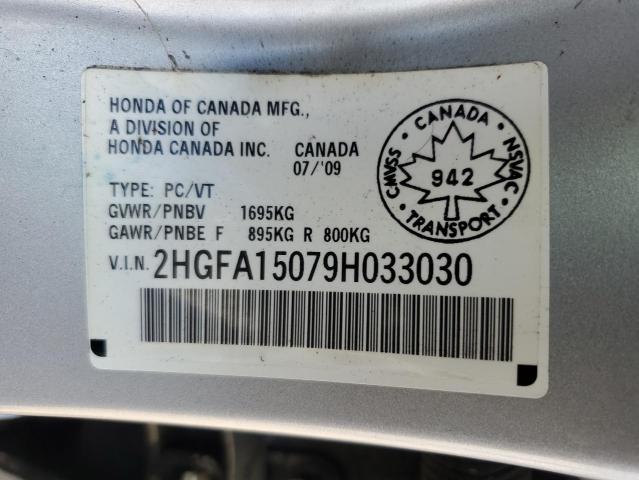 HONDA OF CANADA MFG.,
A DIVISION OF
HONDA CANADA INC. CANADA
07/'09
TYPE: PC/VT
GVWR/PNBV 1695KG
GAWR/PNBE F 895KG R 800KG
V.I.N. 2HGFA15079H033030
CANADA
CMVSS
NSVAC
942
TRANSPORT